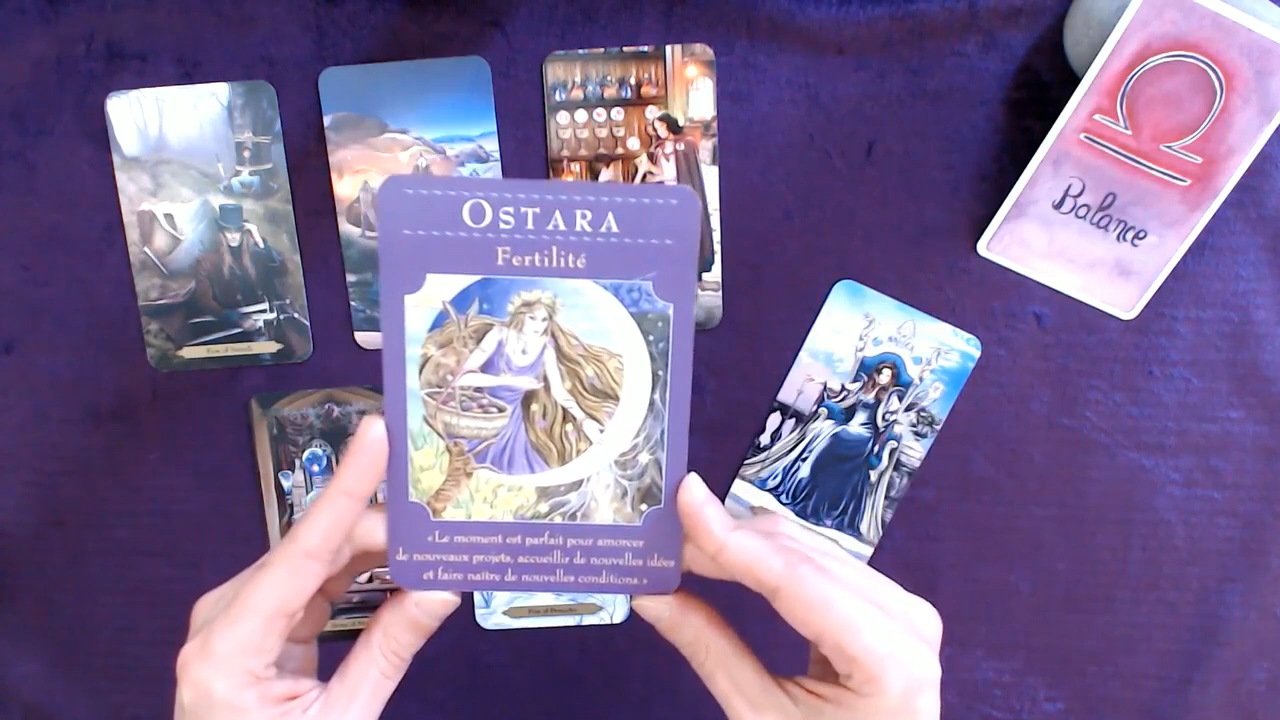 OSTARA
Fertilité
«Le moment est parfait pour amorcer
de nouveaux projets, accueillir de nouvelles idées
et faire naître de nouvelles conditions.»
Balance